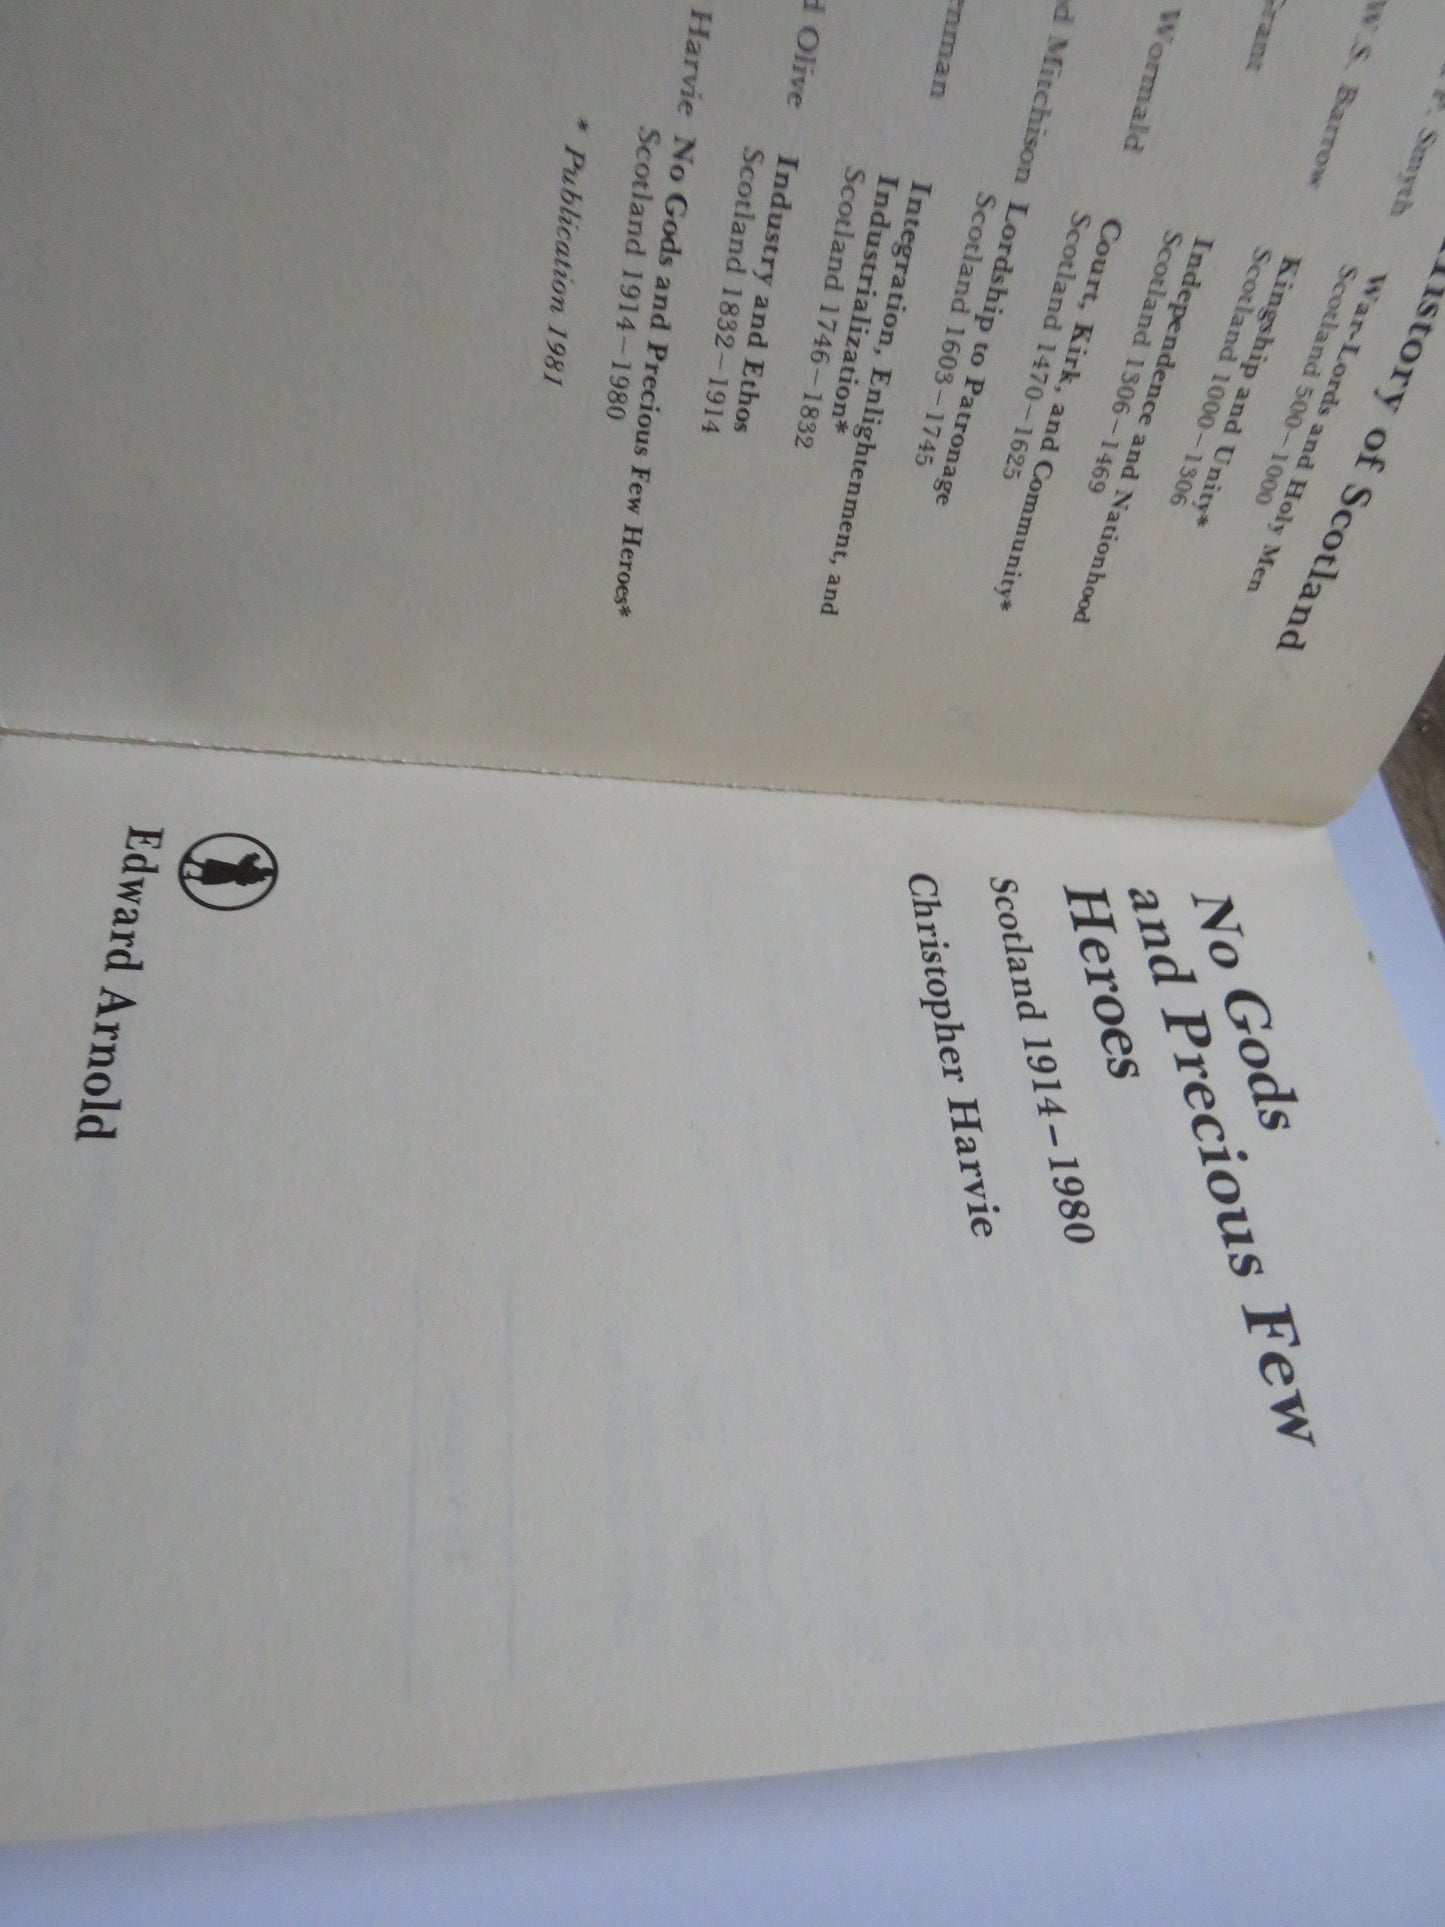 History of Scotland
P. Smyth War-Lords and Holy Men
Scotland 500–1000
W.S. Barrow Kingship and Unity*
Scotland 1000–1306
Grant Independence and Nationhood
Scotland 1306–1469
Wormald Court, Kirk, and Community*
Scotland 1470–1625
Mitchison Lordship to Patronage
Scotland 1603–1745
Integration, Enlightenment, and
Industrialization*
Scotland 1746–1832
Olive Industry and Ethos
Scotland 1832–1914
Harvie No Gods and Precious Few Heroes*
Scotland 1914–1980
* Publication 1981
No Gods
and Precious Few
Heroes
Scotland 1914–1980
Christopher Harvie
Edward Arnold